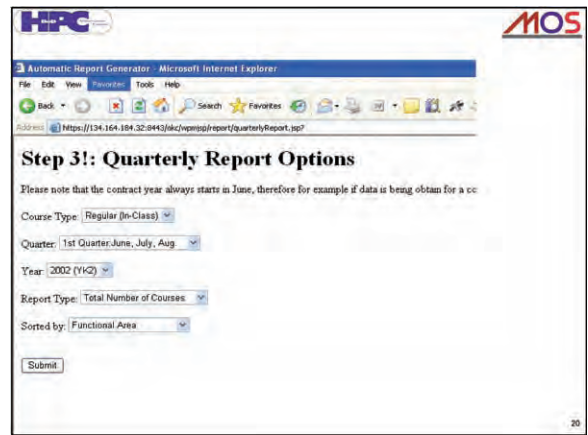 HPC
MOS
Automatic Report Generator - Microsoft Internet Explorer
File Edit View Favorites Tools Help
Back Search Favorites
Address https://134.164.184.32:8443/okc/wpmjsp/report/quarterlyReport.jsp?
Step 3!: Quarterly Report Options
Please note that the contract year always starts in June, therefore for example if data is being obtain for a co
Course Type: Regular (In-Class)
Quarter: 1st Quarter:June, July, Aug
Year: 2002 (YK2)
Report Type: Total Number of Courses
Sorted by: Functional Area
Submit
20